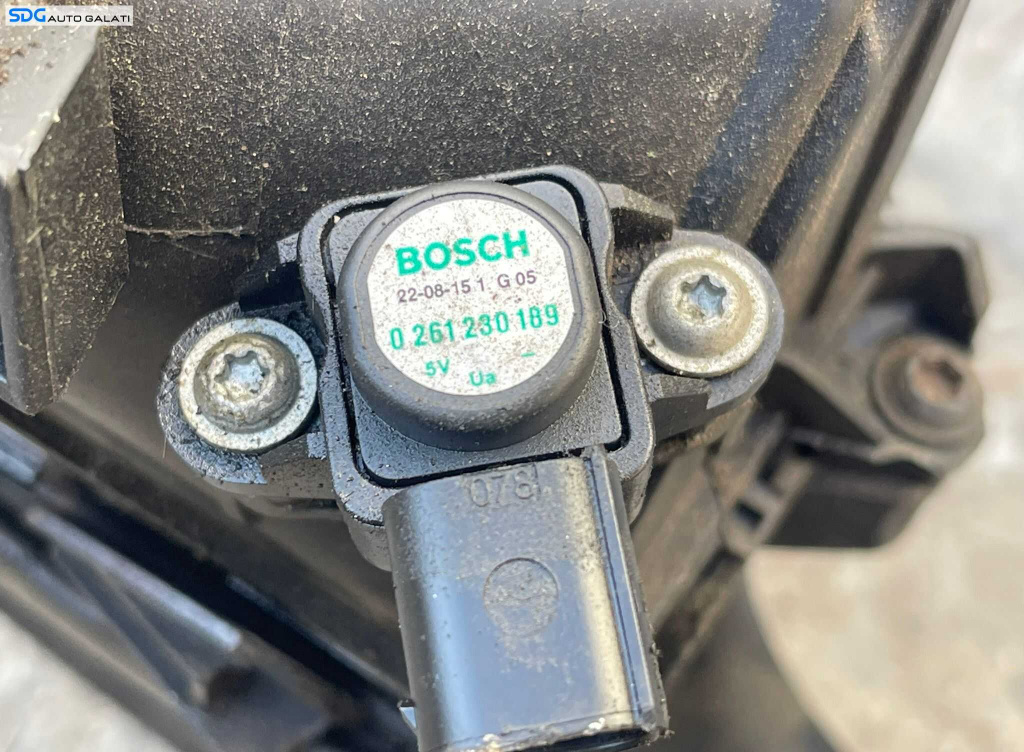 SDG AUTO GALATI
BOSCH
22-08-15 1 G 05
0 261 230 189
5V –
Ua
078